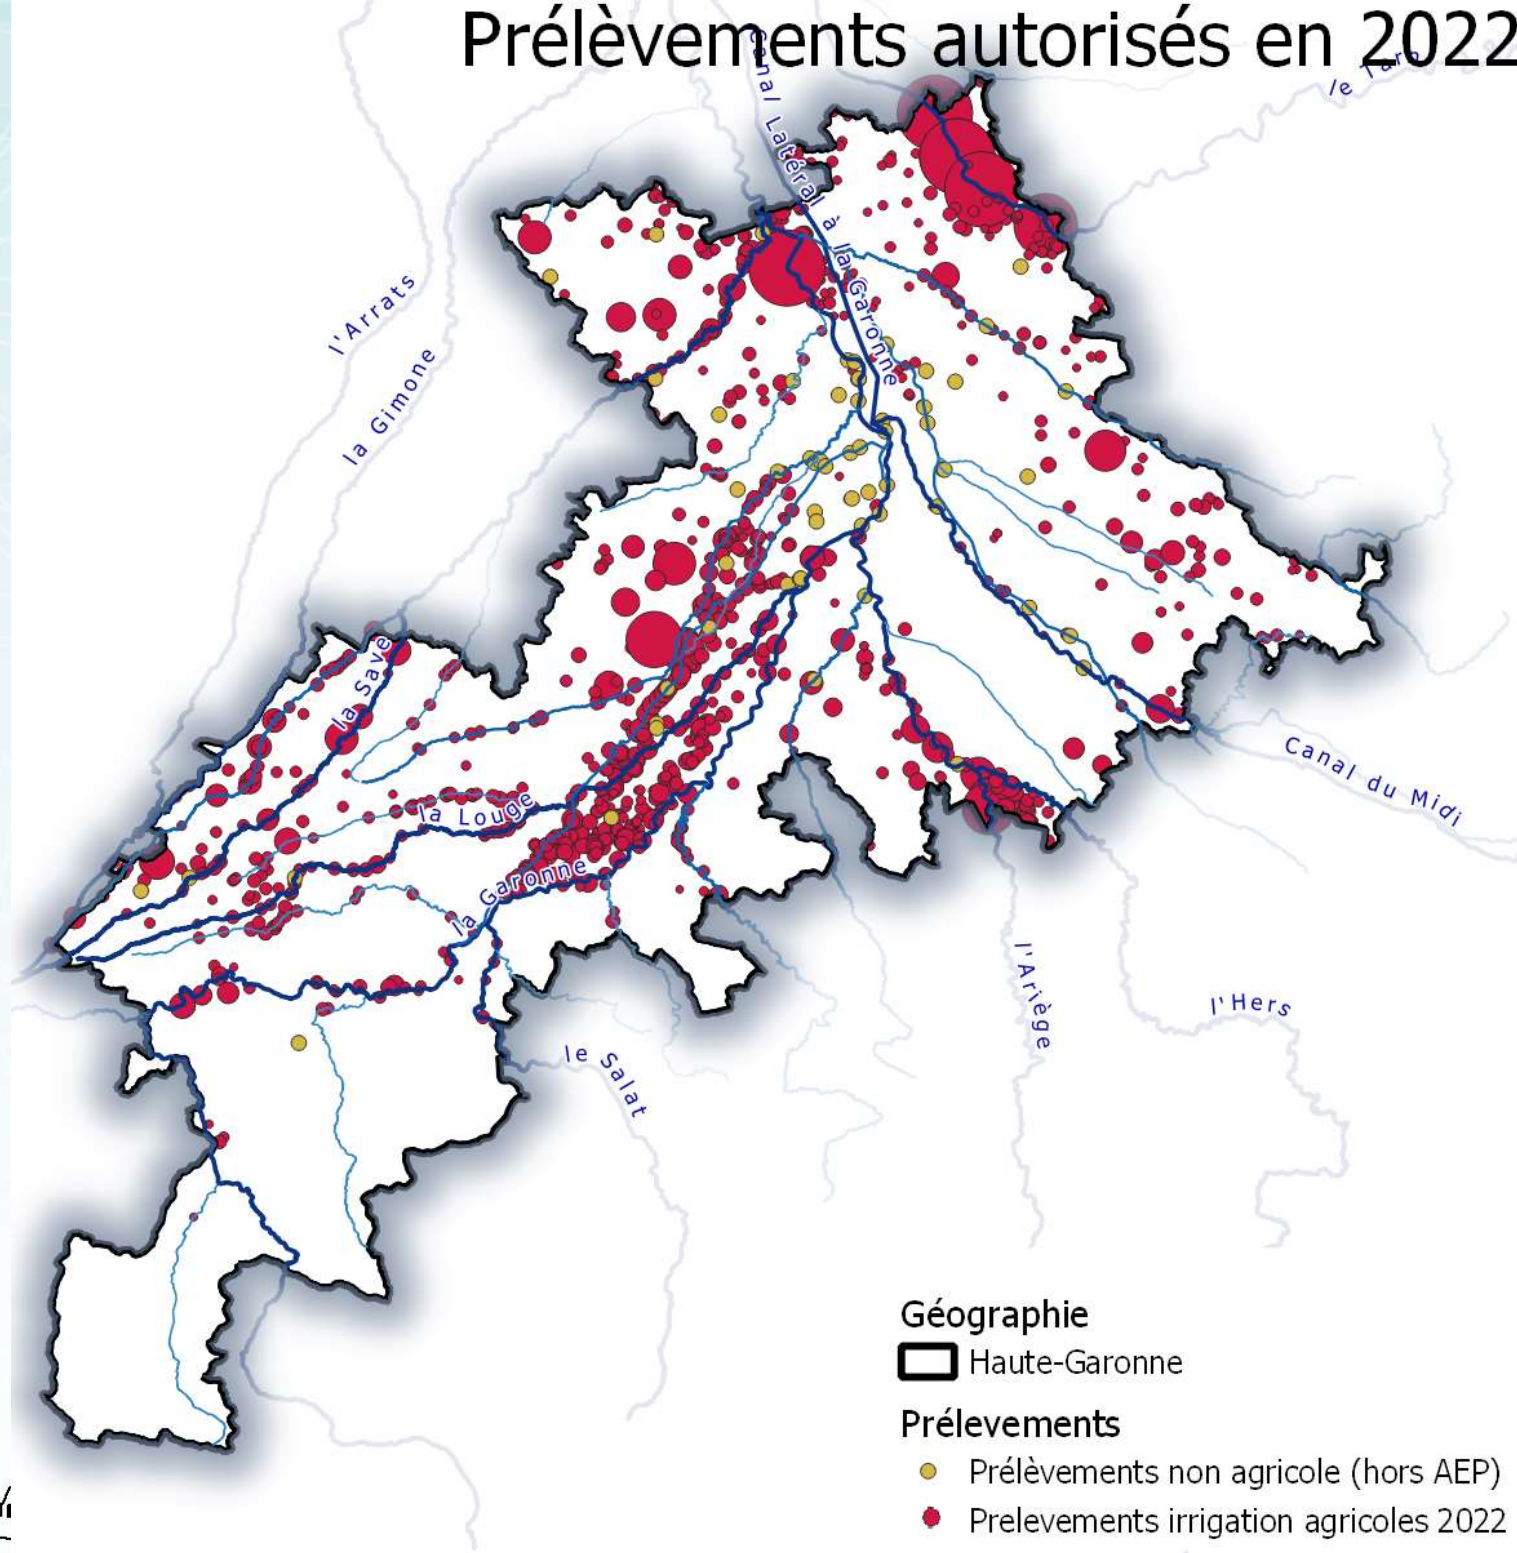 Prélèvements autorisés en 2022
Canal Latéral à la Garonne
le Tarn
l'Arrats
la Gimone
la Save
la Louge
la Garonne
Canal du Midi
l'Ariège
l'Hers
le Salat
Géographie
Haute-Garonne
Prélevements
Prélèvements non agricole (hors AEP)
Prelevements irrigation agricoles 2022